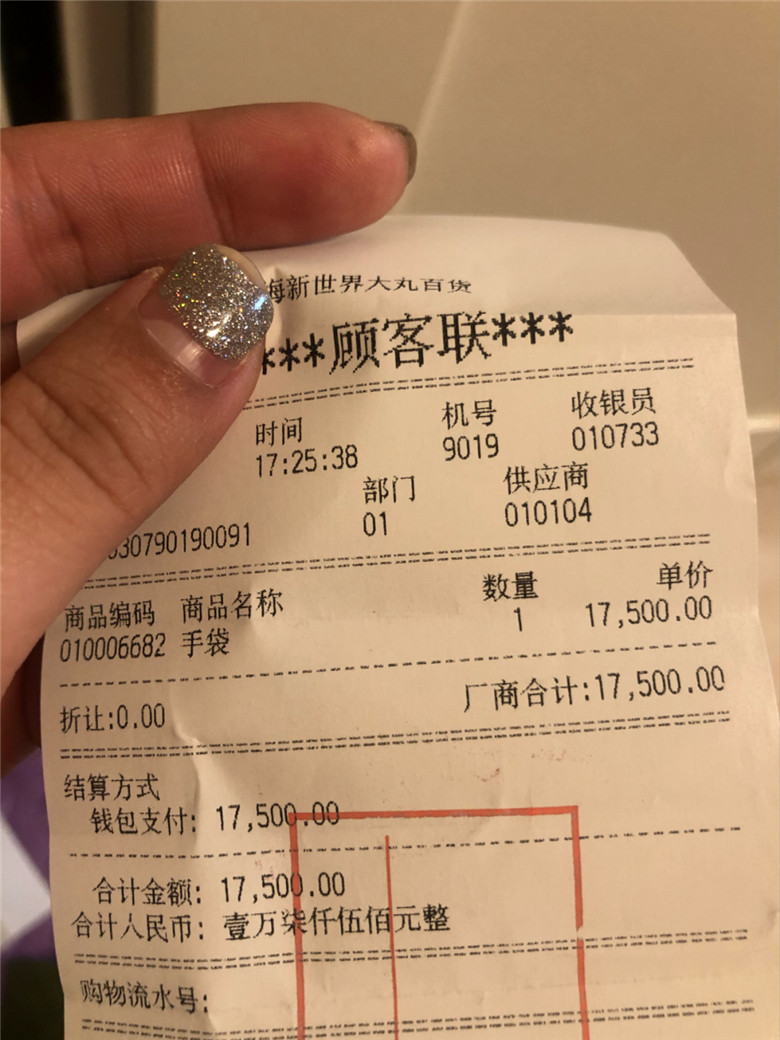 海新世界大丸百货
***顾客联***
时间 机号 收银员
17:25:38 9019 010733
部门 供应商
30790190091 01 010104
商品编码 商品名称 数量 单价
010006682 手袋 1 17,500.00
折让:0.00 厂商合计:17,500.00
结算方式
钱包支付: 17,500.00
合计金额: 17,500.00
合计人民币: 壹万柒仟伍佰元整
购物流水号: